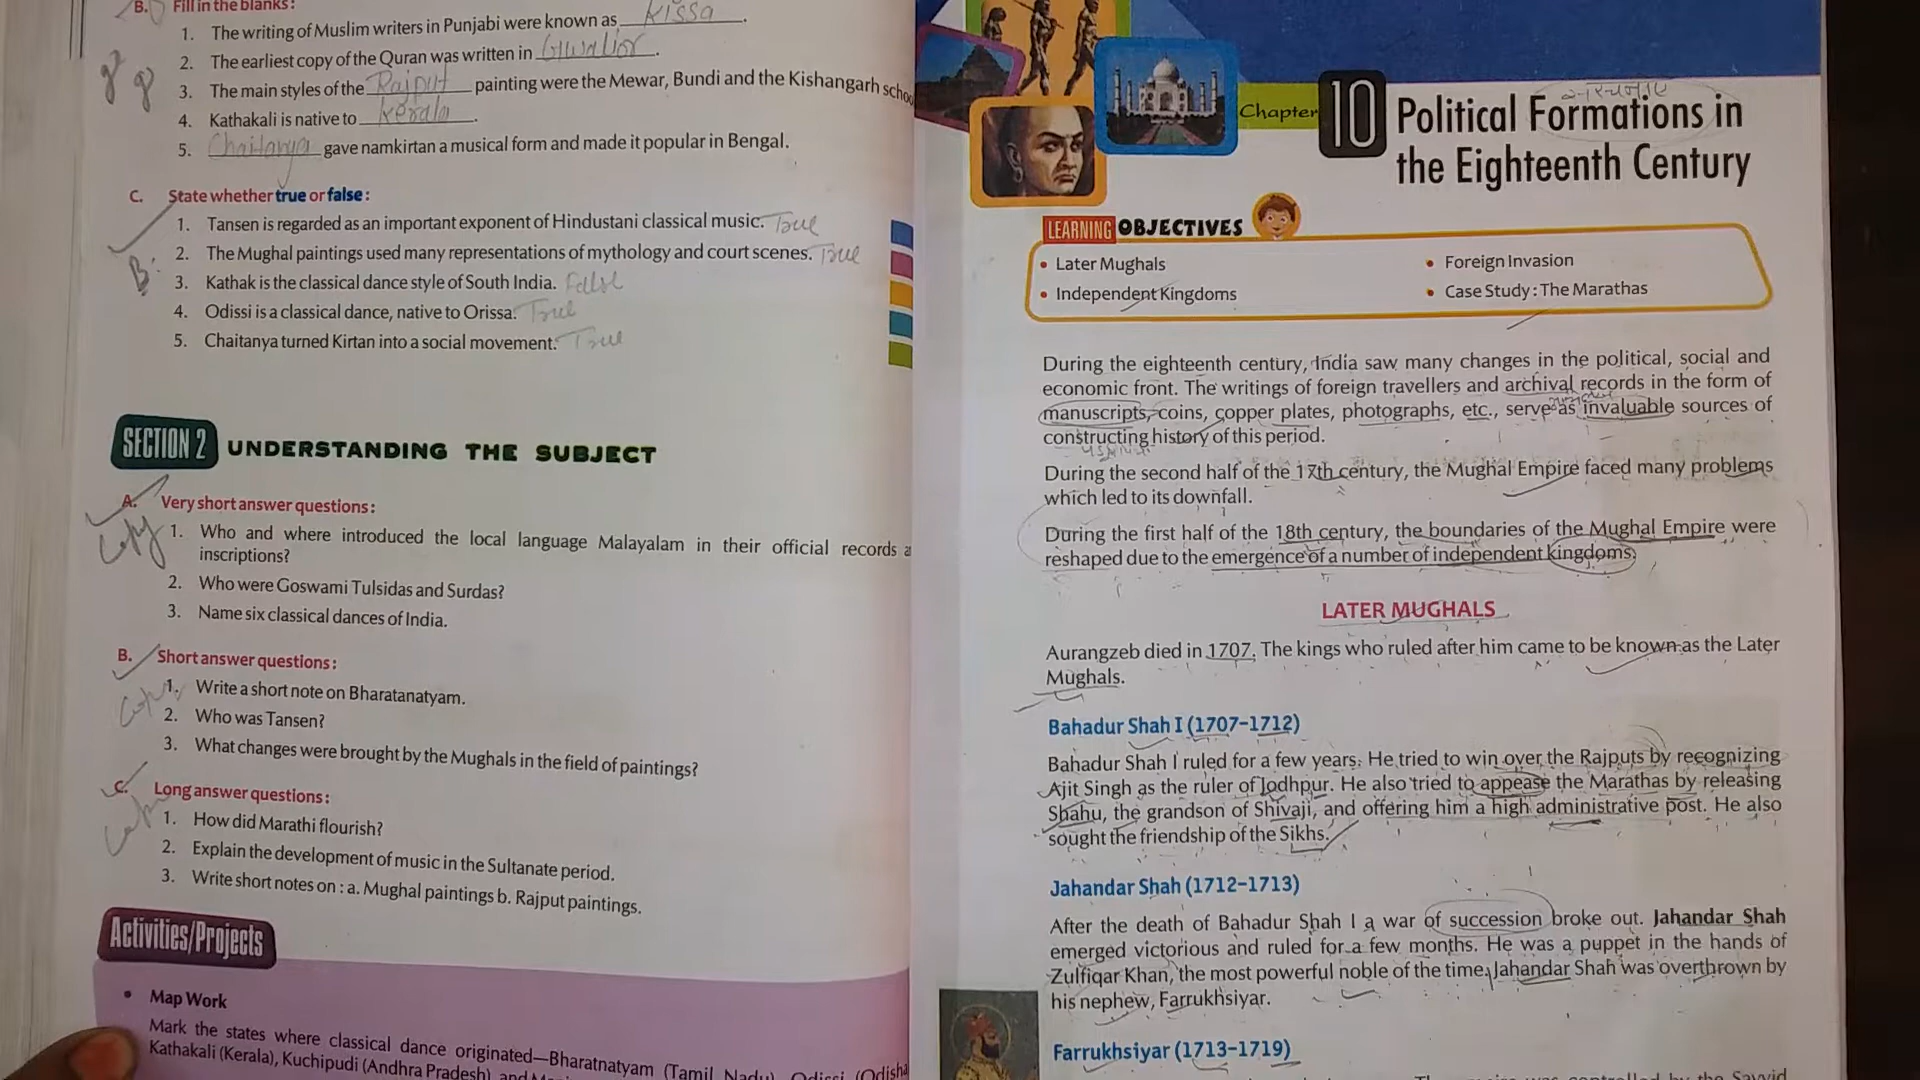 B. Fill in the blanks:
1. The writing of Muslim writers in Punjabi were known as Kissa.
2. The earliest copy of the Quran was written in Gwalior.
3. The main styles of the Rajput painting were the Mewar, Bundi and the Kishangarh schoo
4. Kathakali is native to Kerala.
5. Chaitanya gave namkirtan a musical form and made it popular in Bengal.
C. State whether true or false:
1. Tansen is regarded as an important exponent of Hindustani classical music. True
2. The Mughal paintings used many representations of mythology and court scenes. True
3. Kathak is the classical dance style of South India. False
4. Odissi is a classical dance, native to Orissa. True
5. Chaitanya turned Kirtan into a social movement. True
SECTION 2 UNDERSTANDING THE SUBJECT
A. Very short answer questions:
Copy
1. Who and where introduced the local language Malayalam in their official records a
inscriptions?
2. Who were Goswami Tulsidas and Surdas?
3. Name six classical dances of India.
B. Short answer questions:
1. Write a short note on Bharatanatyam.
2. Who was Tansen?
3. What changes were brought by the Mughals in the field of paintings?
C. Long answer questions:
1. How did Marathi flourish?
2. Explain the development of music in the Sultanate period.
3. Write short notes on : a. Mughal paintings b. Rajput paintings.
Activities/Projects
• Map Work
Mark the states where classical dance originated—Bharatnatyam (Tamil Nadu), Odissi (Odisha
Kathakali (Kerala), Kuchipudi (Andhra Pradesh) and
Chapter 10 Political Formations in
the Eighteenth Century
LEARNING OBJECTIVES
• Later Mughals
• Foreign Invasion
• Independent Kingdoms
• Case Study : The Marathas
During the eighteenth century, India saw many changes in the political, social and
economic front. The writings of foreign travellers and archival records in the form of
manuscripts, coins, copper plates, photographs, etc., serve as invaluable sources of
constructing history of this period.
During the second half of the 17th century, the Mughal Empire faced many problems
which led to its downfall.
During the first half of the 18th century, the boundaries of the Mughal Empire were
reshaped due to the emergence of a number of independent kingdoms.
LATER MUGHALS
Aurangzeb died in 1707. The kings who ruled after him came to be known as the Later
Mughals.
Bahadur Shah I (1707–1712)
Bahadur Shah I ruled for a few years. He tried to win over the Rajputs by recognizing
Ajit Singh as the ruler of Jodhpur. He also tried to appease the Marathas by releasing
Shahu, the grandson of Shivaji, and offering him a high administrative post. He also
sought the friendship of the Sikhs.
Jahandar Shah (1712–1713)
After the death of Bahadur Shah I a war of succession broke out. Jahandar Shah
emerged victorious and ruled for a few months. He was a puppet in the hands of
Zulfiqar Khan, the most powerful noble of the time. Jahandar Shah was overthrown by
his nephew, Farrukhsiyar.
Farrukhsiyar (1713–1719)